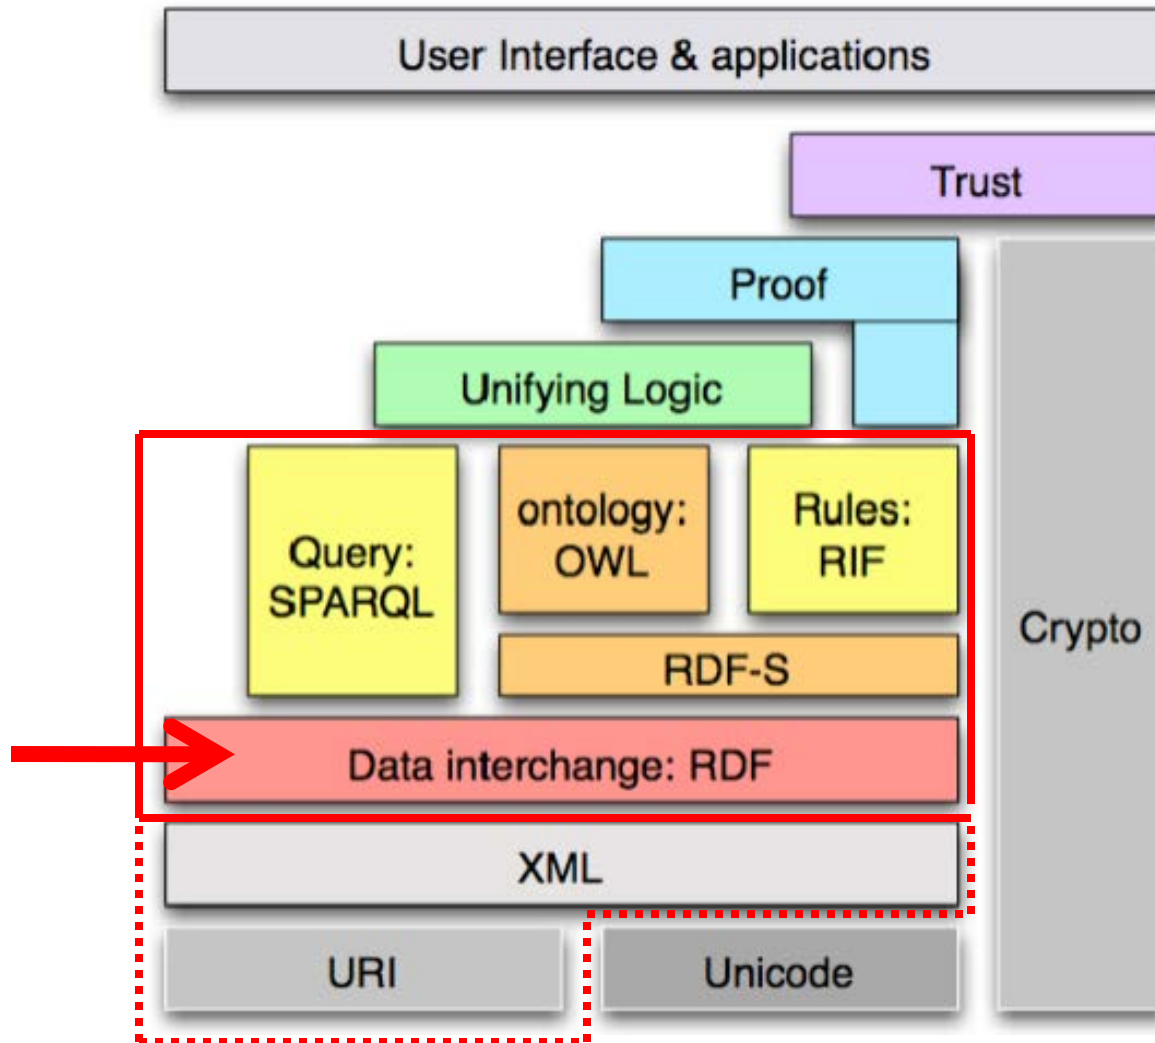 User Interface & applications
Trust
Proof
Unifying Logic
Query:
SPARQL
ontology:
OWL
Rules:
RIF
Crypto
RDF-S
Data interchange: RDF
XML
URI
Unicode